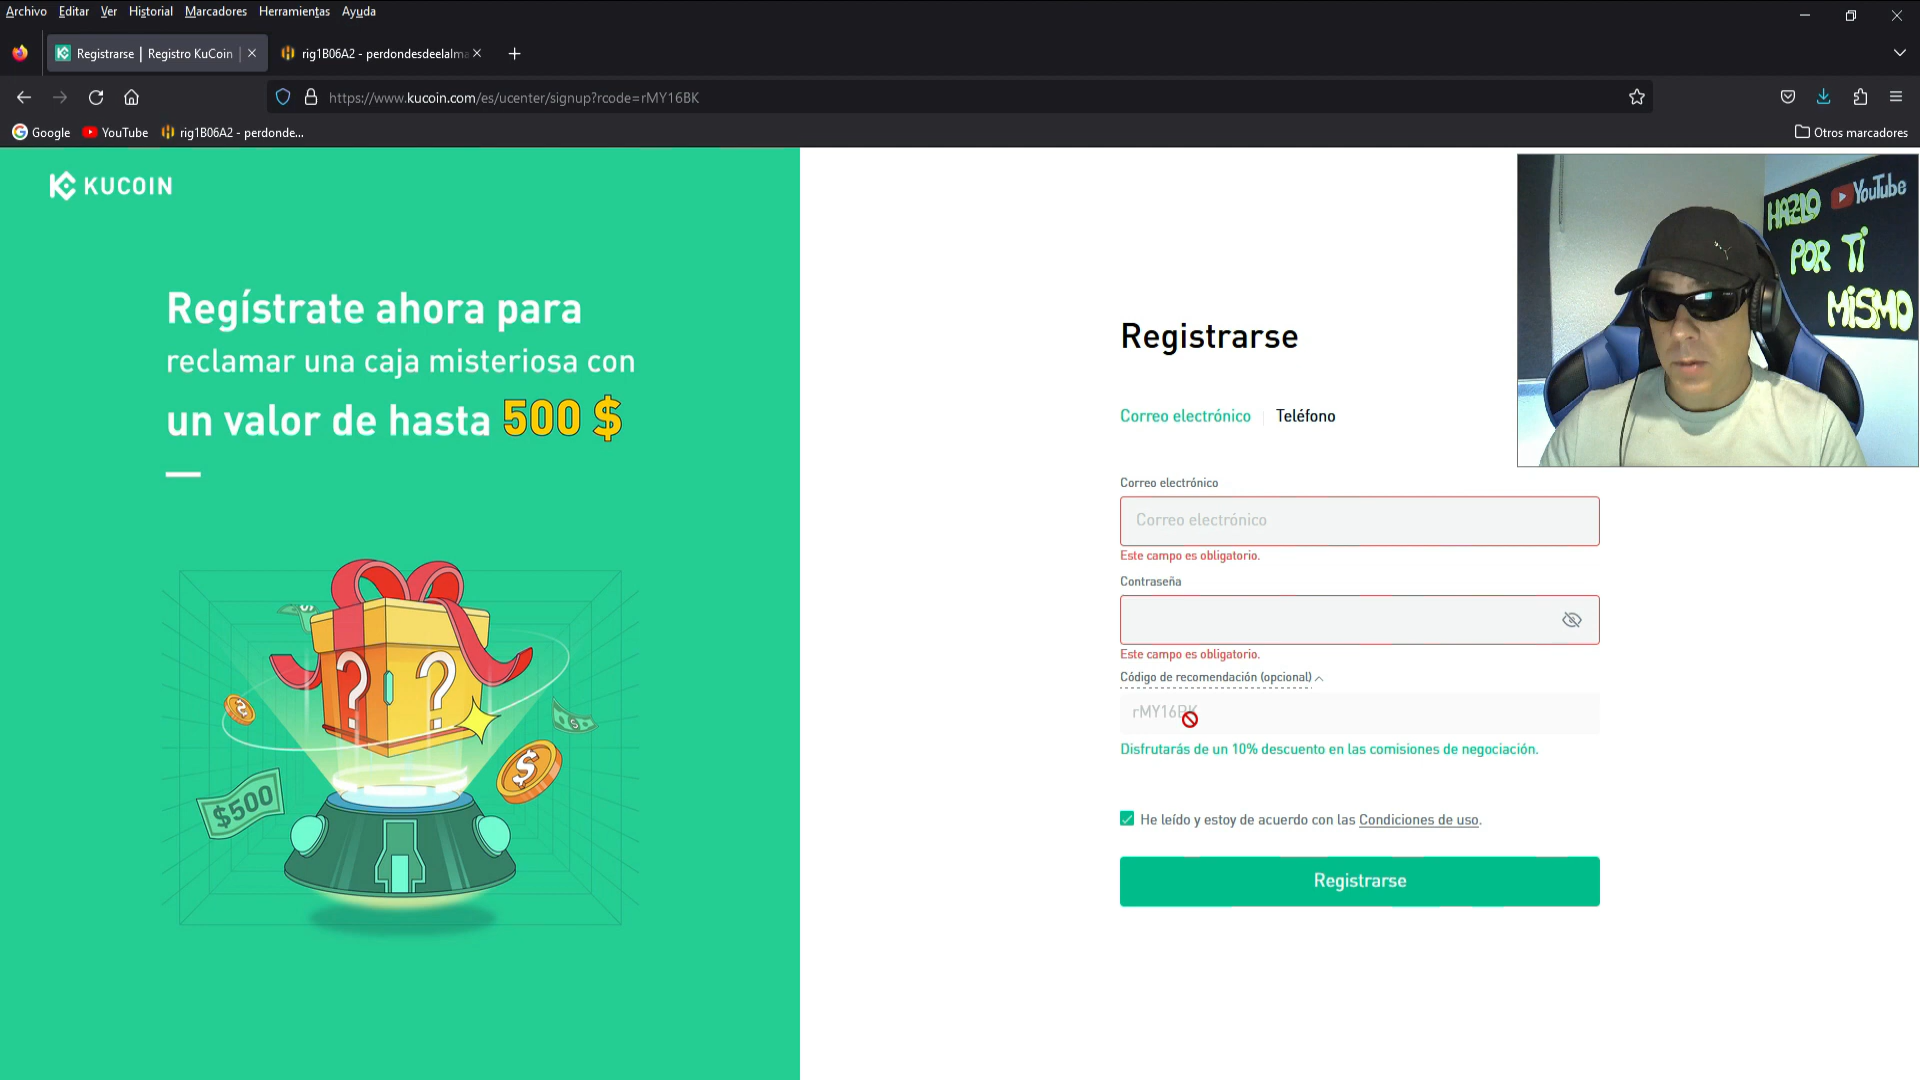 Archivo Editar Ver Historial Marcadores Herramientas Ayuda
Registrarse | Registro KuCoin |
rig1B06A2 - perdondesdeelalma
https://www.kucoin.com/es/ucenter/signup?rcode=rMY16BK
Google YouTube rig1B06A2 - perdonde... Otros marcadores
KUCOIN
Regístrate ahora para
reclamar una caja misteriosa con
un valor de hasta 500 $
? ?
$
$
$500
Registrarse
Correo electrónico Teléfono
Correo electrónico
Correo electrónico
Este campo es obligatorio.
Contraseña
Este campo es obligatorio.
Código de recomendación (opcional)
rMY16BK
Disfrutarás de un 10% descuento en las comisiones de negociación.
He leído y estoy de acuerdo con las Condiciones de uso.
Registrarse
HAZLO YouTube
POR TI
MiSMO